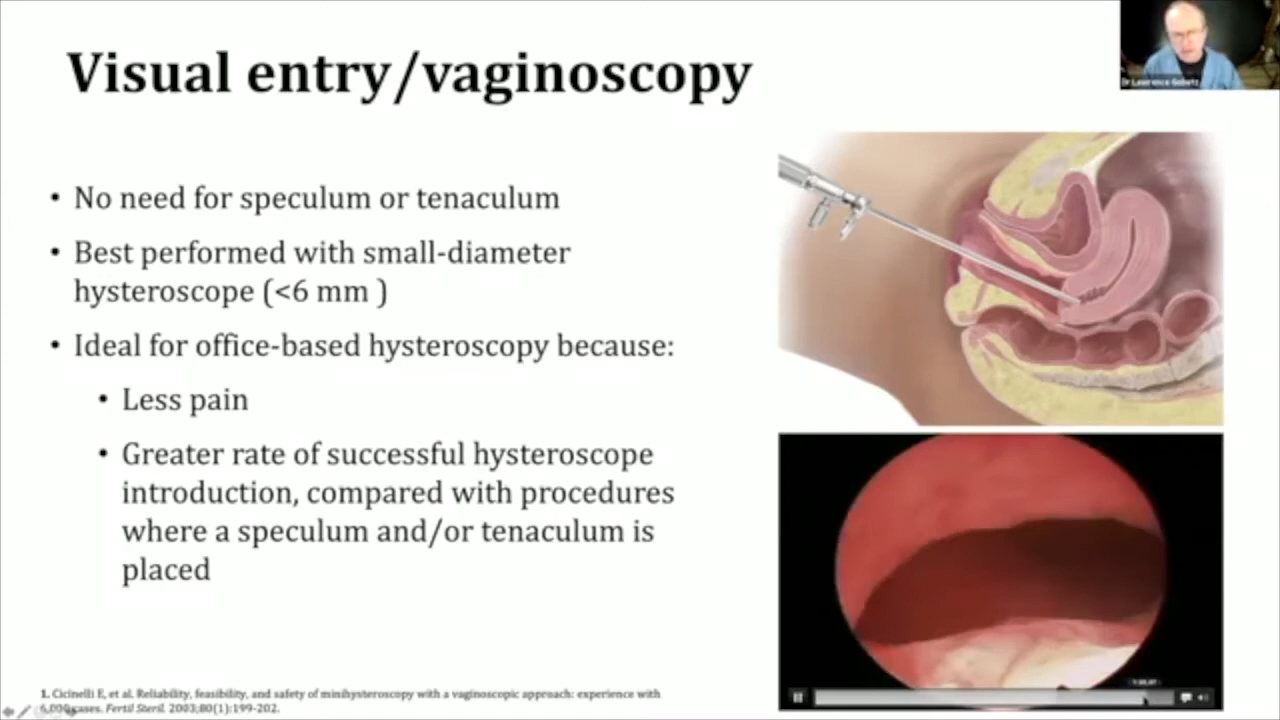 Visual entry/vaginoscopy
Dr Lawrence Gobetz
• No need for speculum or tenaculum
• Best performed with small-diameter
hysteroscope (<6 mm )
• Ideal for office-based hysteroscopy because:
• Less pain
• Greater rate of successful hysteroscope
introduction, compared with procedures
where a speculum and/or tenaculum is
placed
1. Cicinelli E, et al. Reliability, feasibility, and safety of minihysteroscopy with a vaginoscopic approach: experience with
6,000 cases. Fertil Steril. 2003;80(1):199-202.